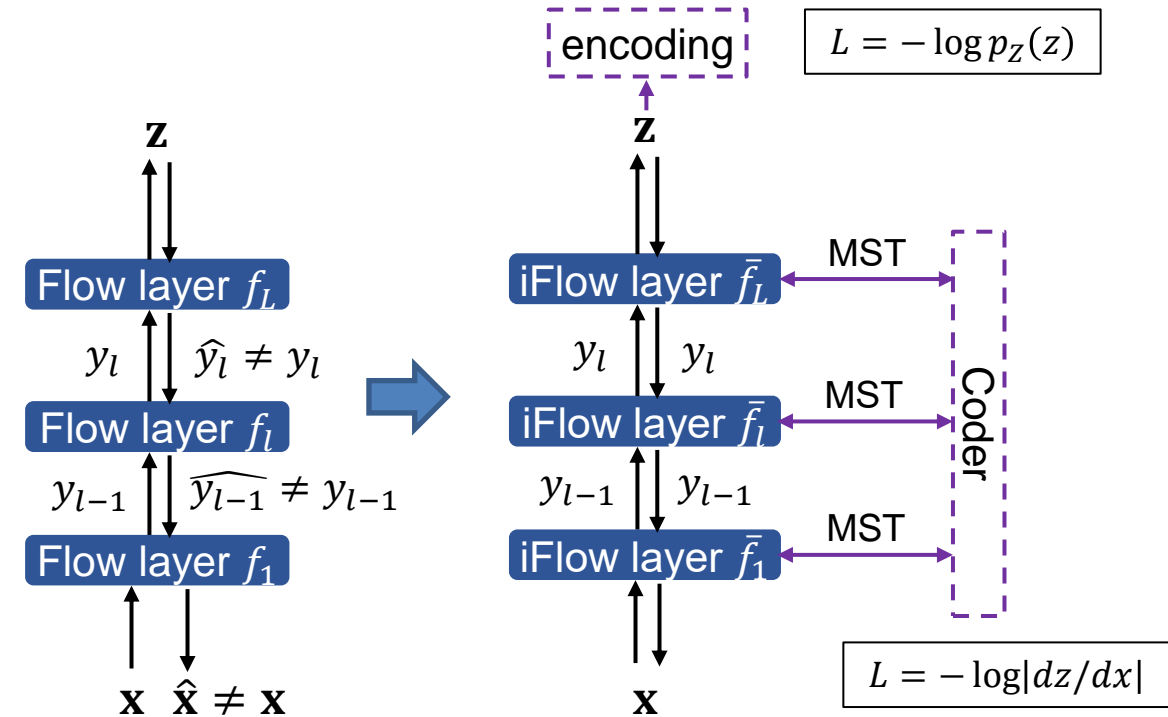 encoding
L = − log p_Z(z)
z
Flow layer f_L
y_l
ŷ_l ≠ y_l
Flow layer f_l
y_{l−1}
\widehat{y_{l−1}} ≠ y_{l−1}
Flow layer f_1
x
x̂ ≠ x
z
iFlow layer f̄_L
MST
y_l
y_l
iFlow layer f̄_l
MST
y_{l−1}
y_{l−1}
iFlow layer f̄_1
MST
x
Coder
L = − log|dz/dx|